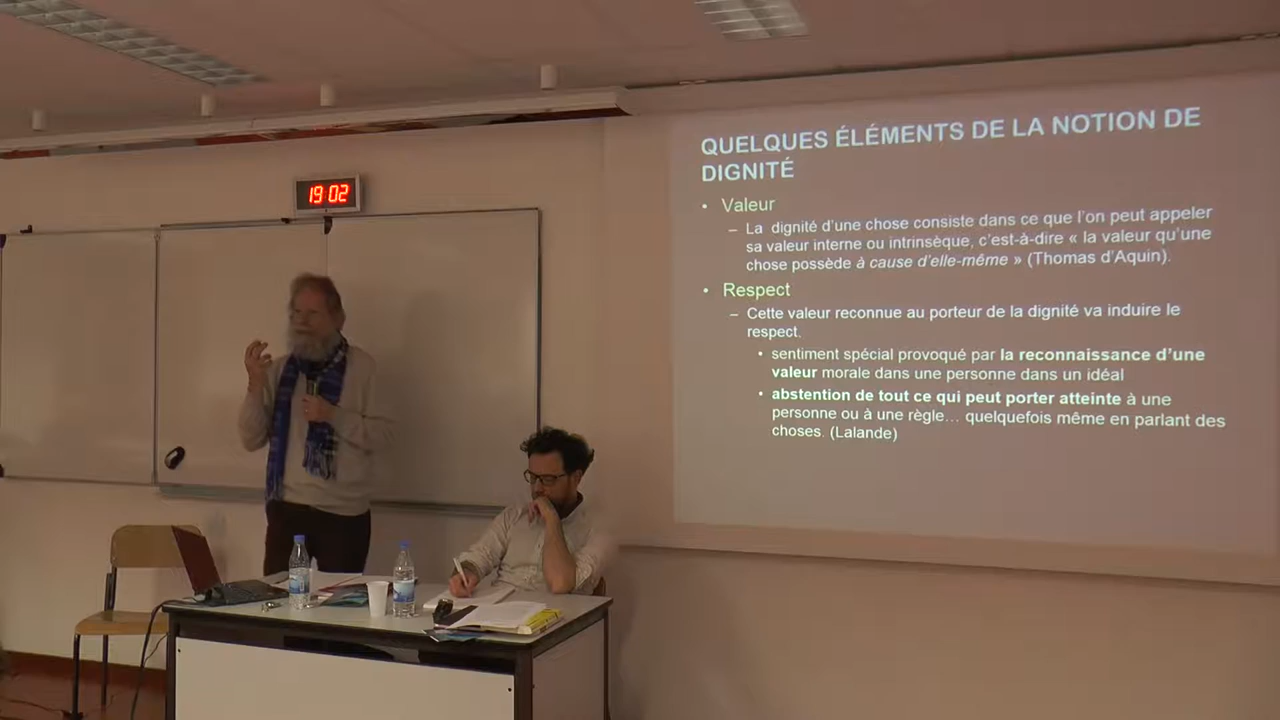 19:02
QUELQUES ÉLÉMENTS DE LA NOTION DE
DIGNITÉ
• Valeur
– La dignité d'une chose consiste dans ce que l'on peut appeler
sa valeur interne ou intrinsèque, c'est-à-dire « la valeur qu'une
chose possède à cause d'elle-même » (Thomas d'Aquin).
• Respect
– Cette valeur reconnue au porteur de la dignité va induire le
respect.
• sentiment spécial provoqué par la reconnaissance d'une
valeur morale dans une personne dans un idéal
• abstention de tout ce qui peut porter atteinte à une
personne ou à une règle… quelquefois même en parlant des
choses. (Lalande)